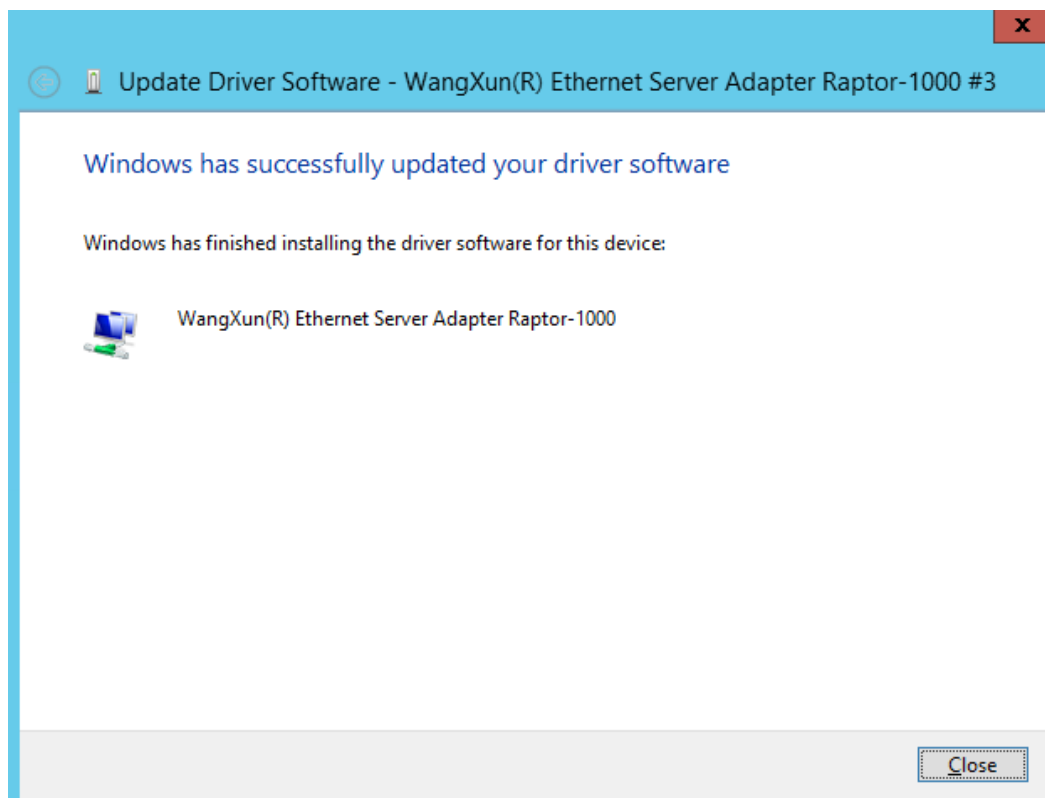 x
Update Driver Software - WangXun(R) Ethernet Server Adapter Raptor-1000 #3
Windows has successfully updated your driver software
Windows has finished installing the driver software for this device:
WangXun(R) Ethernet Server Adapter Raptor-1000
Close